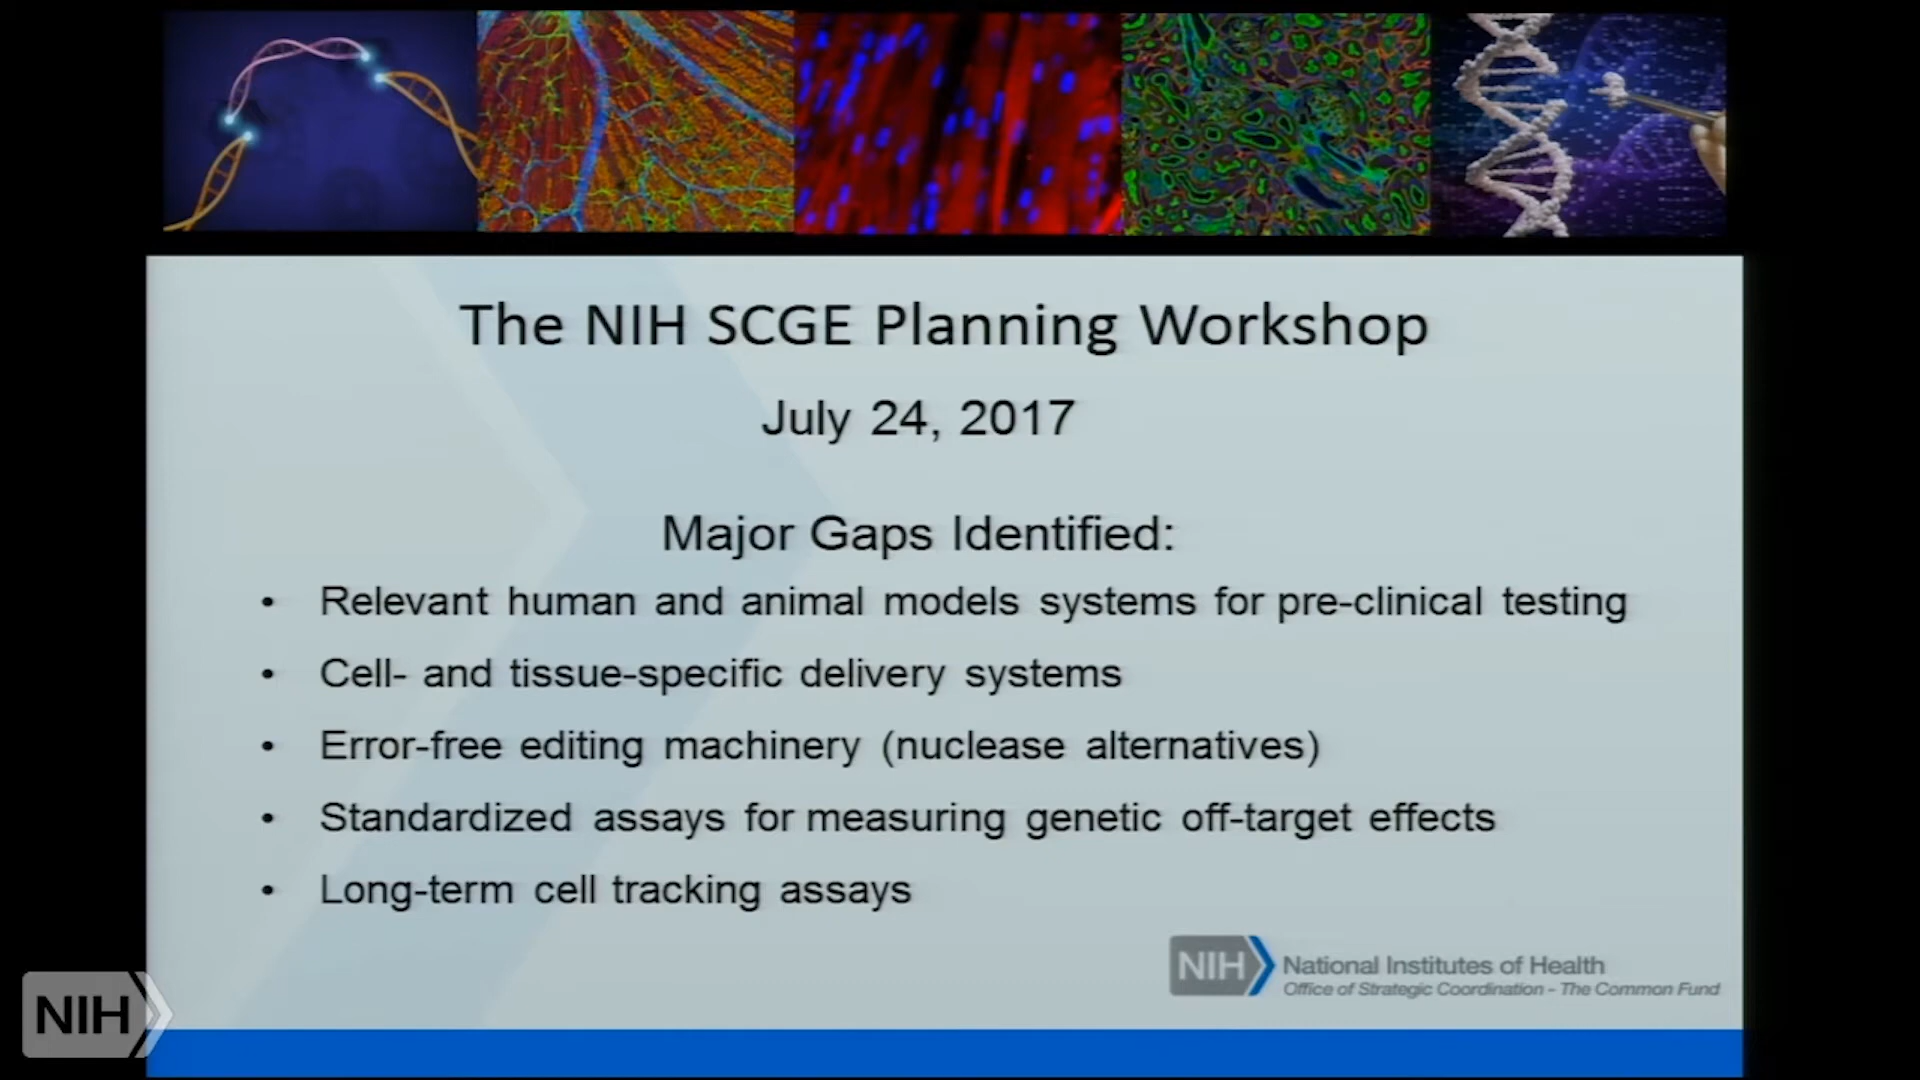 The NIH SCGE Planning Workshop
July 24, 2017
Major Gaps Identified:
• Relevant human and animal models systems for pre-clinical testing
• Cell- and tissue-specific delivery systems
• Error-free editing machinery (nuclease alternatives)
• Standardized assays for measuring genetic off-target effects
• Long-term cell tracking assays
NIH National Institutes of Health
Office of Strategic Coordination - The Common Fund
NIH